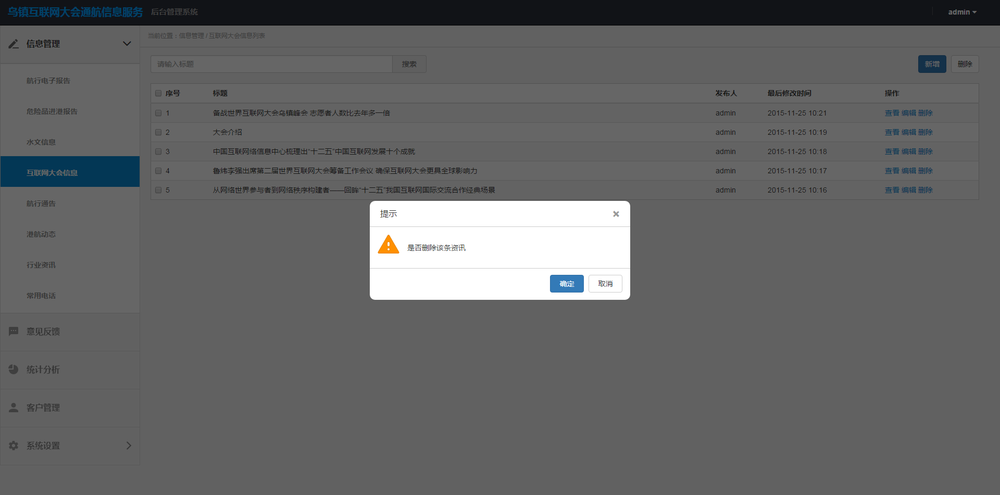 乌镇互联网大会通航信息服务 后台管理系统 admin
信息管理
当前位置：信息管理 / 互联网大会信息列表
请输入标题 搜索 新增 删除
航行电子报告
危险品进港报告
水文信息
互联网大会信息
航行通告
港航动态
行业资讯
常用电话
意见反馈
统计分析
客户管理
系统设置
序号 标题 发布人 最后修改时间 操作
1 备战世界互联网大会乌镇峰会 志愿者人数比去年多一倍 admin 2015-11-25 10:21 查看 编辑 删除
2 大会介绍 admin 2015-11-25 10:19 查看 编辑 删除
3 中国互联网络信息中心梳理出“十二五”中国互联网发展十个成就 admin 2015-11-25 10:18 查看 编辑 删除
4 鲁炜李强出席第二届世界互联网大会筹备工作会议 确保互联网大会更具全球影响力 admin 2015-11-25 10:17 查看 编辑 删除
5 从网络世界参与者到网络秩序构建者——回眸“十二五”我国互联网国际交流合作经典场景 admin 2015-11-25 10:16 查看 编辑 删除
提示
是否删除该条资讯
确定 取消